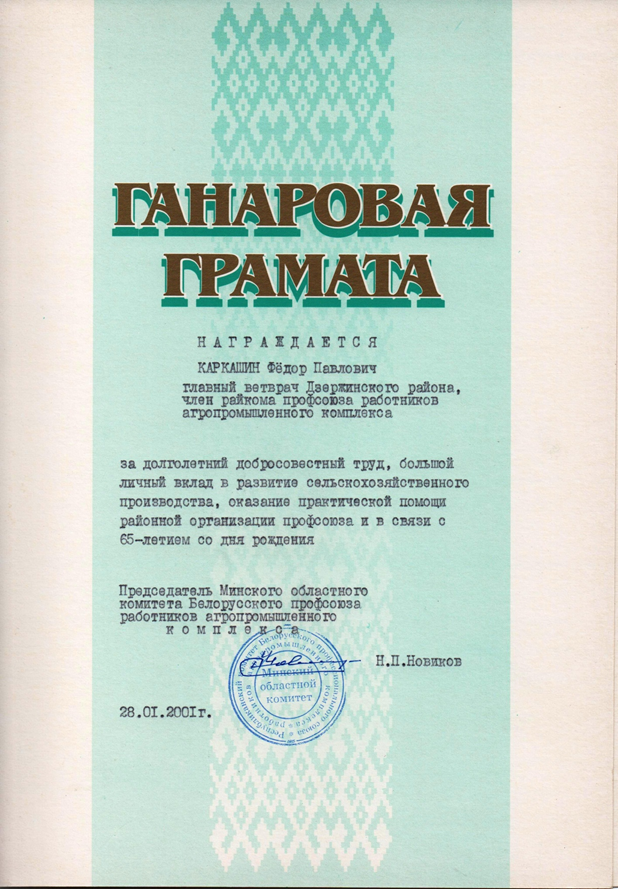 ГАНАРОВАЯ
ГРАМАТА
НАГРАЖДАЕТСЯ
КАРКАШИН Фёдор Павлович
главный ветврач Дзержинского района,
член райкома профсоюза работников
агропромышленного комплекса
за долголетний добросовестный труд, большой
личный вклад в развитие сельскохозяйственного
производства, оказание практической помощи
районной организации профсоюза и в связи с
65-летием со дня рождения
Председатель Минского областного
комитета Белорусского профсоюза
работников агропромышленного
комплекса
Н.П.Новиков
Минский
областной
комитет
28.01.2001г.